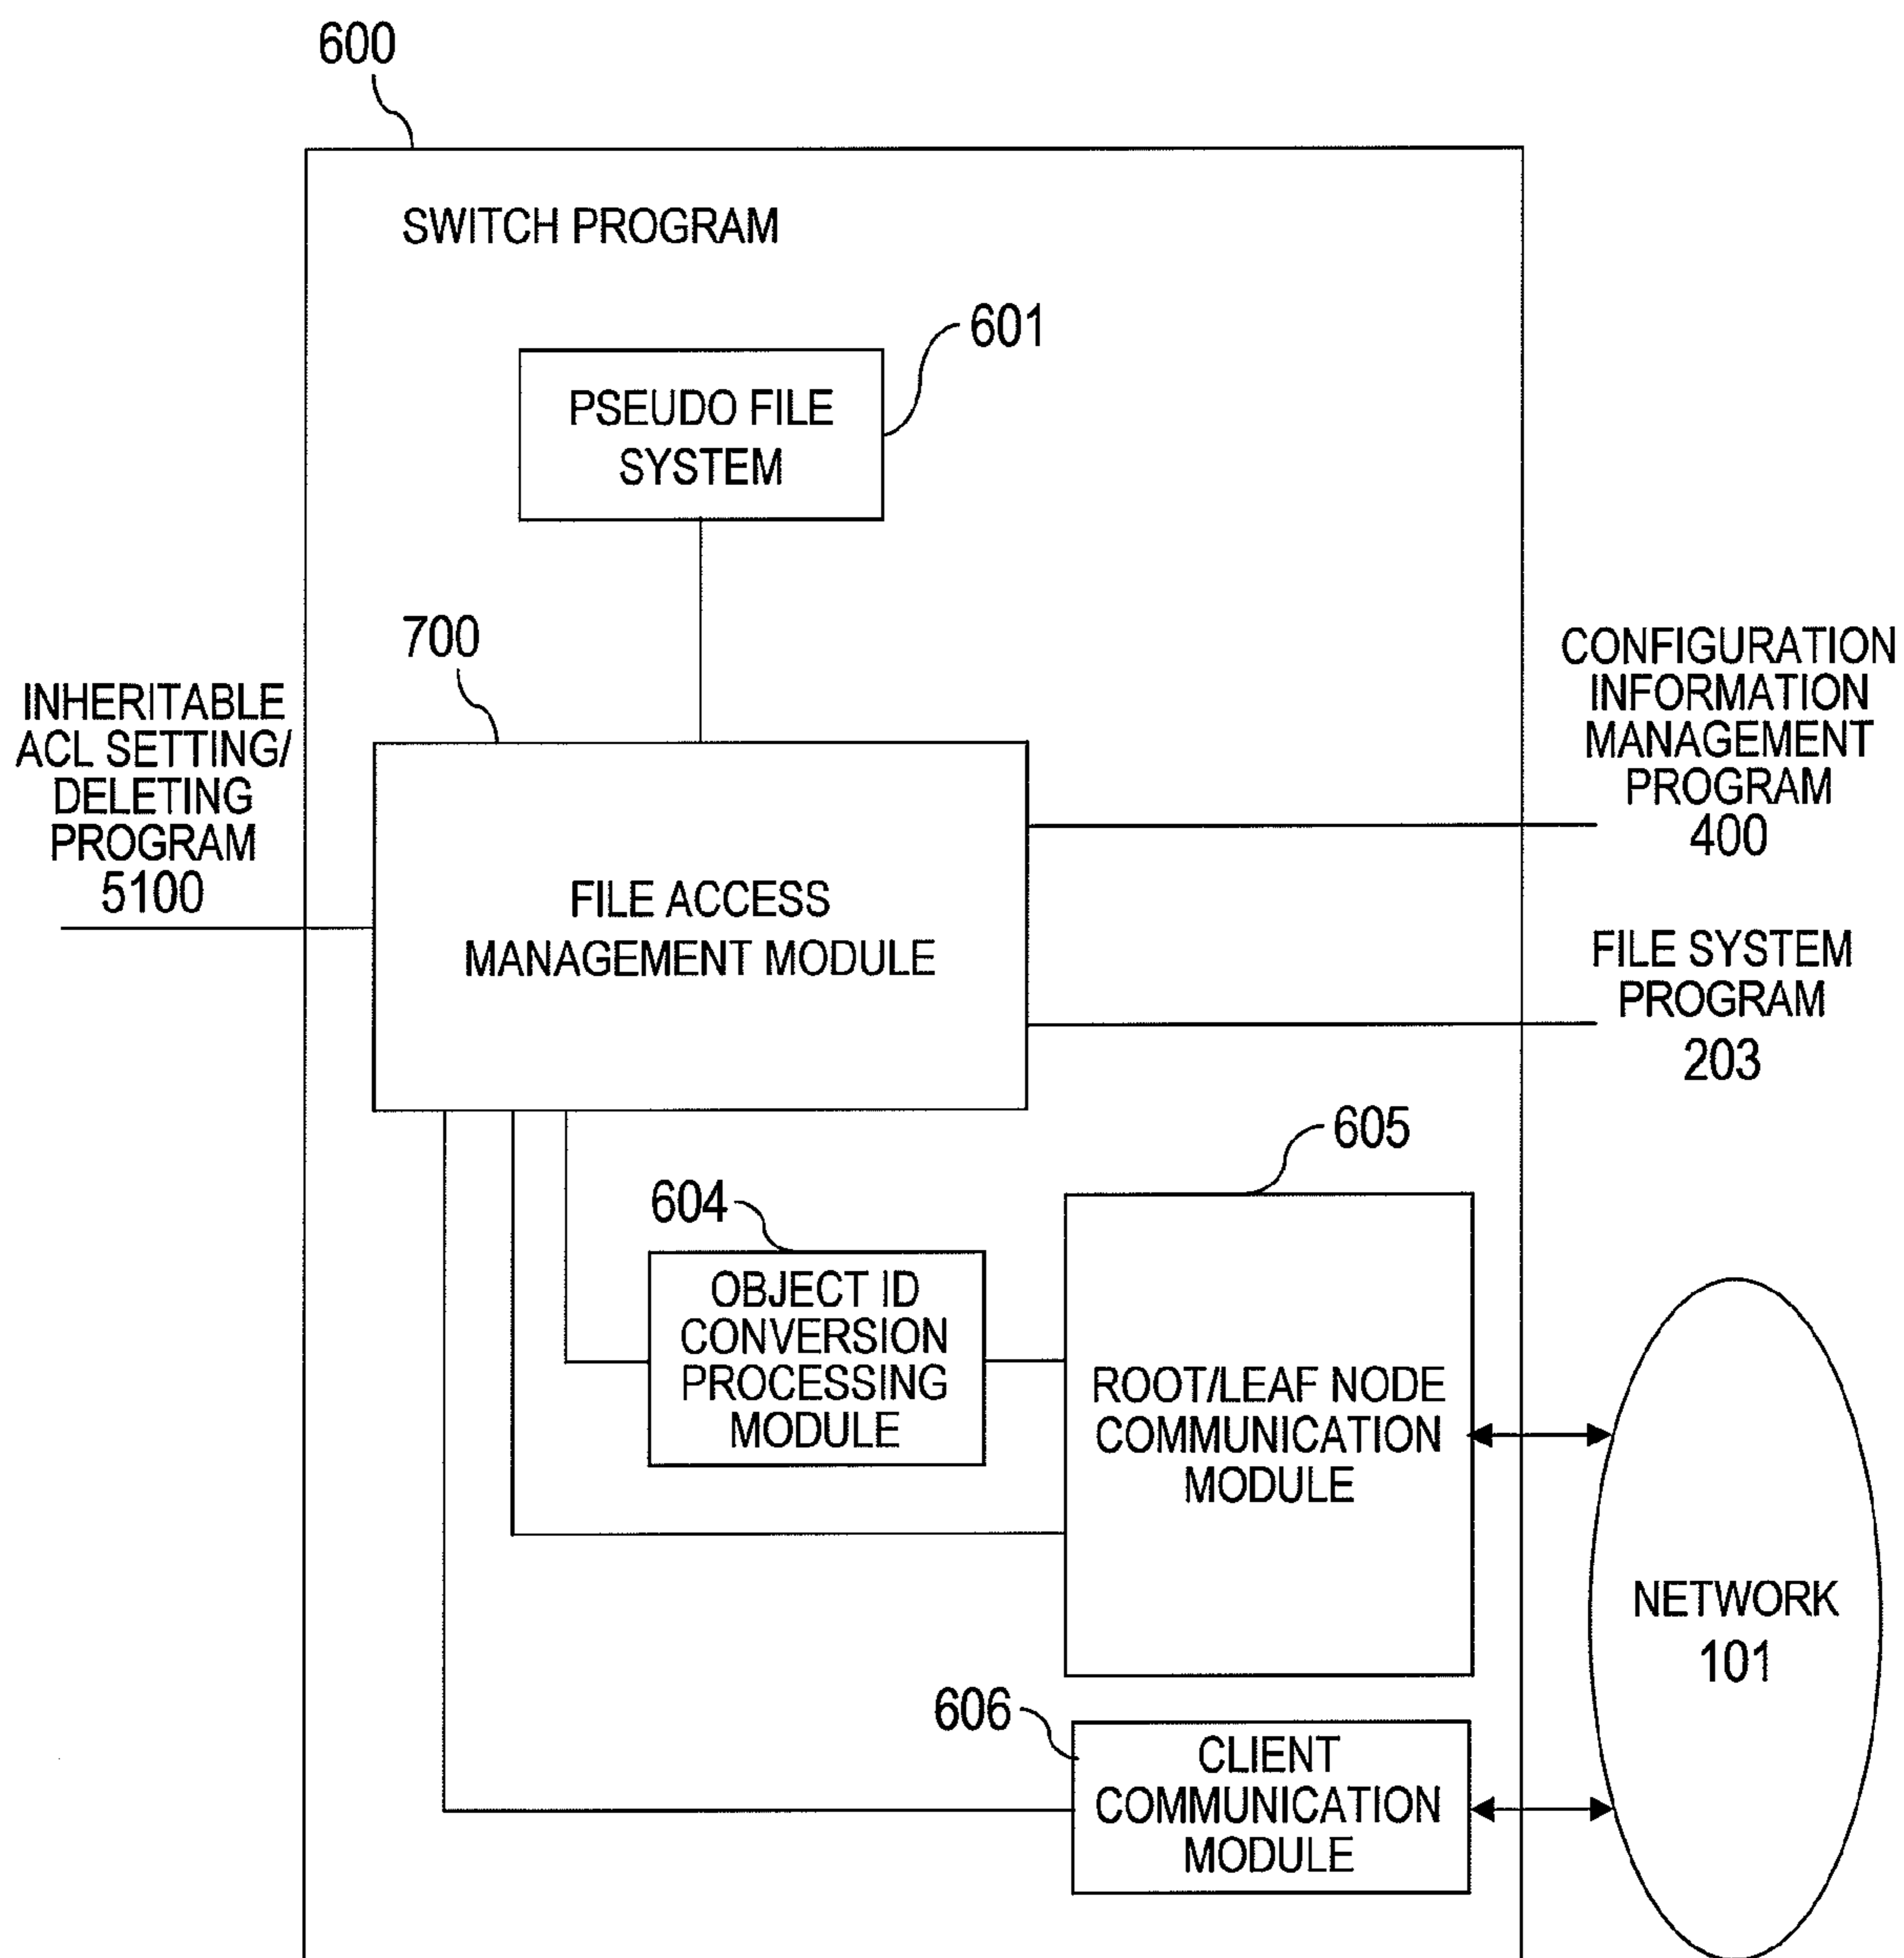 600
SWITCH PROGRAM
601
PSEUDO FILE
SYSTEM
700
INHERITABLE
ACL SETTING/
DELETING
PROGRAM
5100
FILE ACCESS
MANAGEMENT MODULE
CONFIGURATION
INFORMATION
MANAGEMENT
PROGRAM
400
FILE SYSTEM
PROGRAM
203
605
604
OBJECT ID
CONVERSION
PROCESSING
MODULE
ROOT/LEAF NODE
COMMUNICATION
MODULE
NETWORK
101
606
CLIENT
COMMUNICATION
MODULE